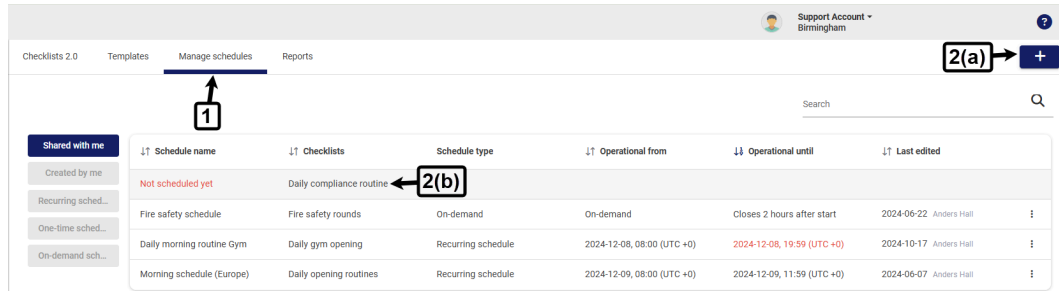 Support Account
Birmingham
?
Checklists 2.0 Templates Manage schedules Reports
2(a)
+
1
Search
Shared with me
Created by me
Recurring sched...
One-time sched...
On-demand sch...
Schedule name Checklists Schedule type Operational from Operational until Last edited
Not scheduled yet Daily compliance routine 2(b)
Fire safety schedule Fire safety rounds On-demand On-demand Closes 2 hours after start 2024-06-22 Anders Hall
Daily morning routine Gym Daily gym opening Recurring schedule 2024-12-08, 08:00 (UTC +0) 2024-12-08, 19:59 (UTC +0) 2024-10-17 Anders Hall
Morning schedule (Europe) Daily opening routines Recurring schedule 2024-12-09, 08:00 (UTC +0) 2024-12-09, 11:59 (UTC +0) 2024-06-07 Anders Hall